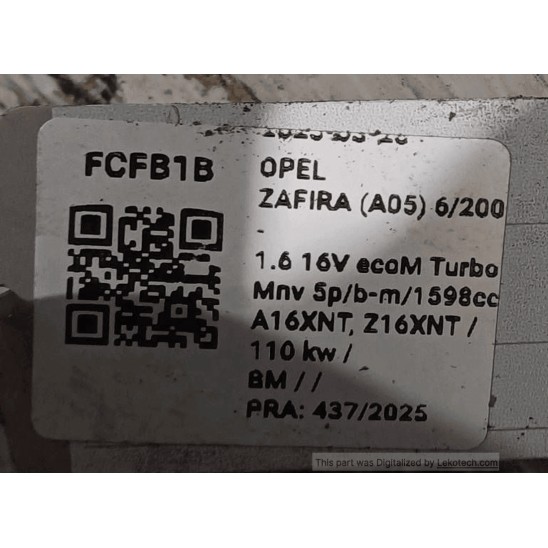 FCFB1B
OPEL
ZAFIRA (A05) 6/200
-
1.6 16V ecoM Turbo
Mnv 5p/b-m/1598cc
A16XNT, Z16XNT /
110 kw /
BM / /
PRA: 437/2025
This part was Digitalized by Lekotech.com